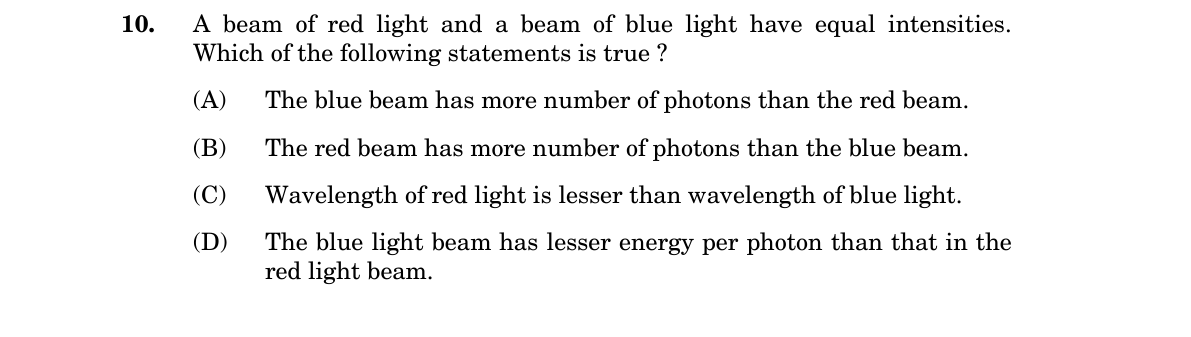 10. A beam of red light and a beam of blue light have equal intensities.
Which of the following statements is true ?
(A) The blue beam has more number of photons than the red beam.
(B) The red beam has more number of photons than the blue beam.
(C) Wavelength of red light is lesser than wavelength of blue light.
(D) The blue light beam has lesser energy per photon than that in the
red light beam.